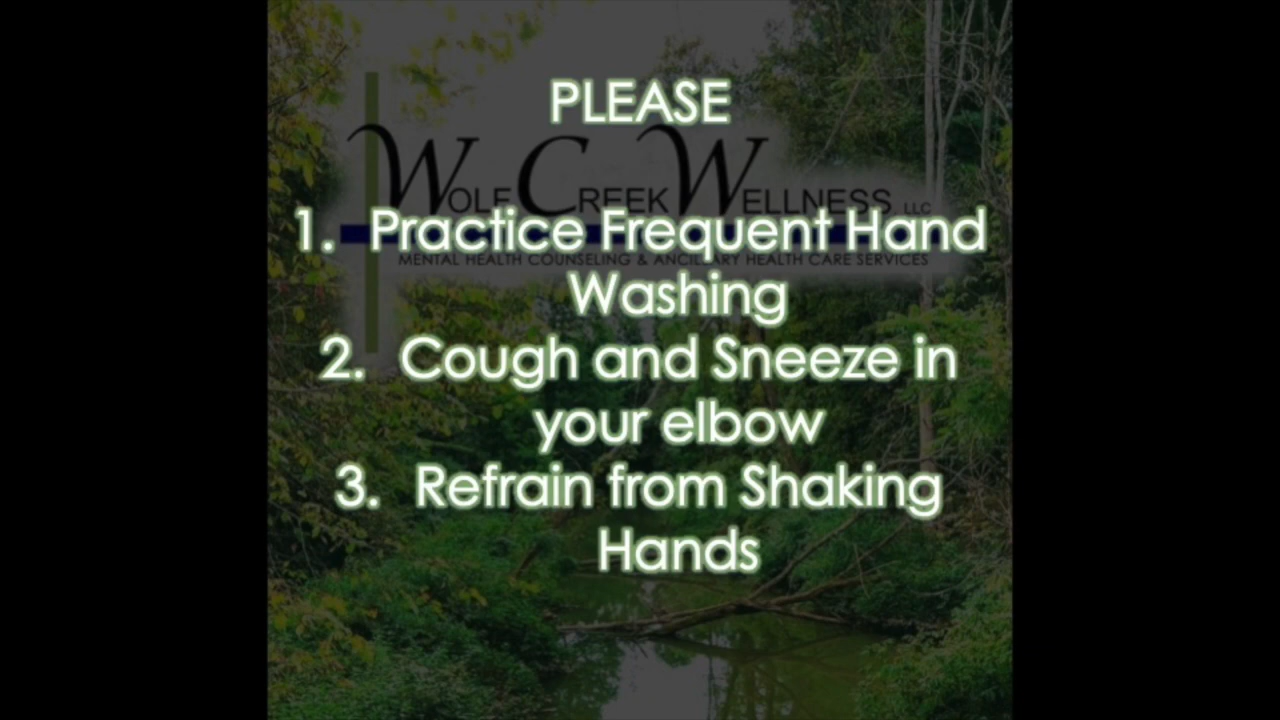 PLEASE
WOLF CREEK WELLNESS, LLC
1. Practice Frequent Hand
MENTAL HEALTH COUNSELING & ANCILLARY HEALTH CARE SERVICES
Washing
2. Cough and Sneeze in
your elbow
3. Refrain from Shaking
Hands